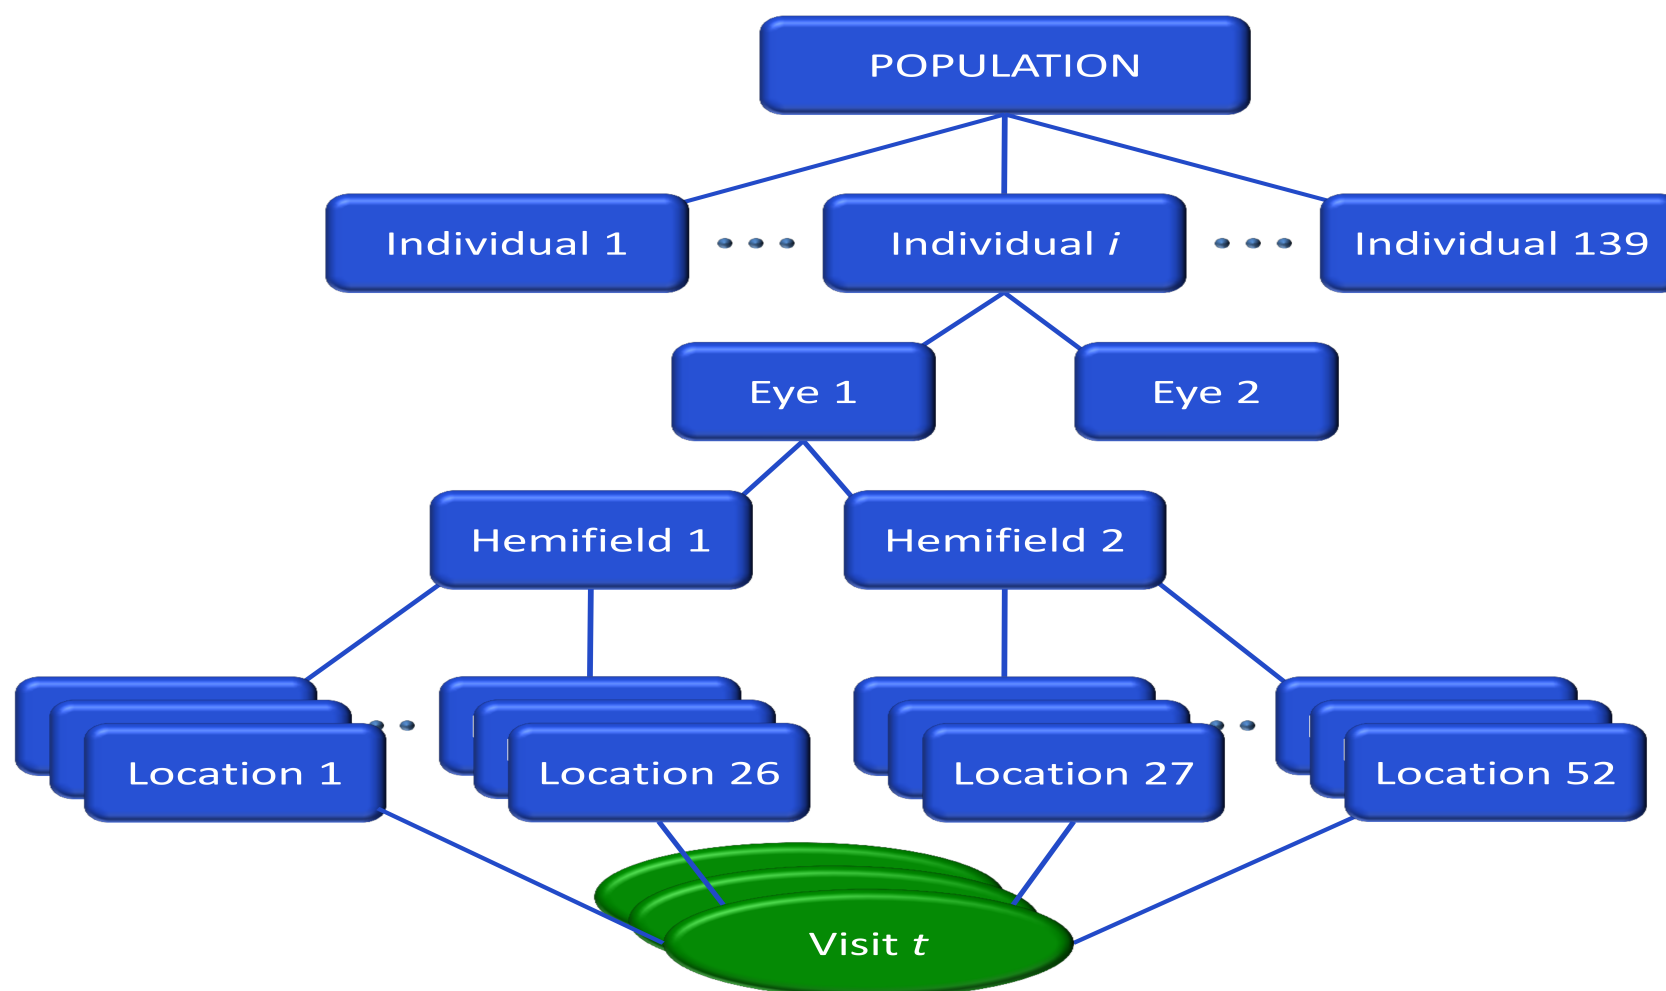 POPULATION
Individual 1
Individual i
Individual 139
Eye 1
Eye 2
Hemifield 1
Hemifield 2
Location 1
Location 26
Location 27
Location 52
Visit t